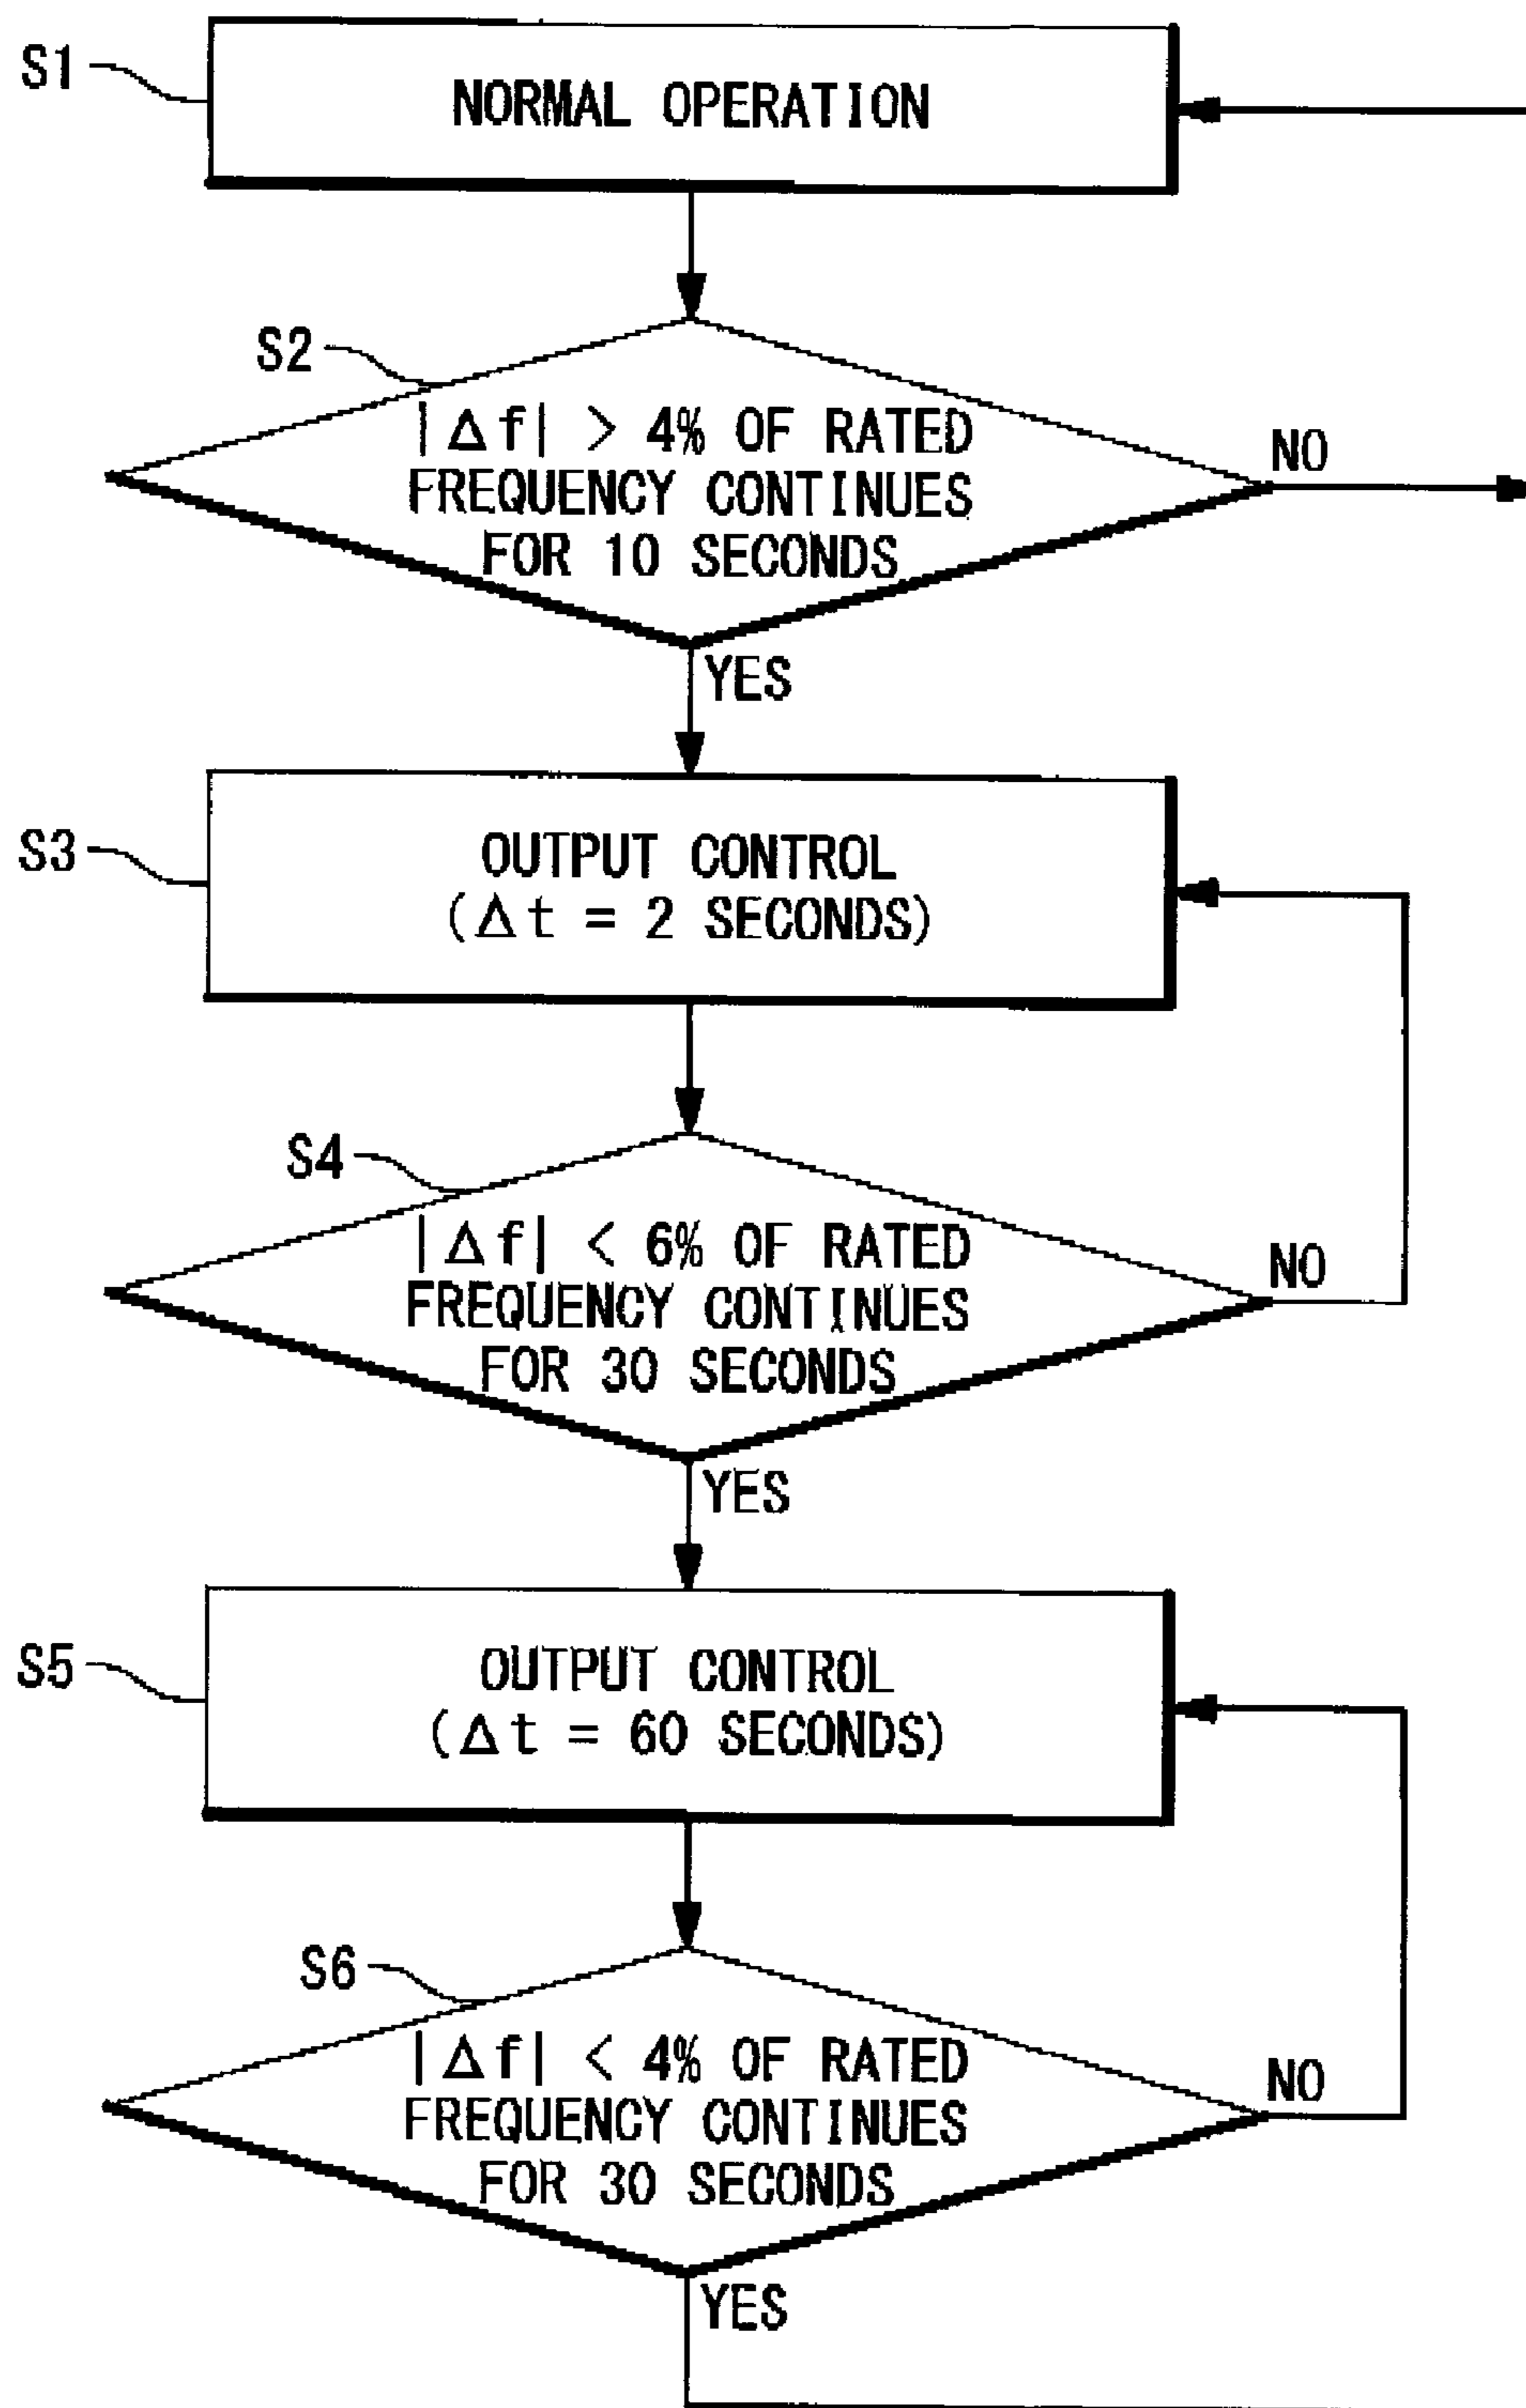 S1
NORMAL OPERATION
S2
|Δf| > 4% OF RATED
FREQUENCY CONTINUES
FOR 10 SECONDS
NO
YES
S3
OUTPUT CONTROL
(Δt = 2 SECONDS)
S4
|Δf| < 6% OF RATED
FREQUENCY CONTINUES
FOR 30 SECONDS
NO
YES
S5
OUTPUT CONTROL
(Δt = 60 SECONDS)
S6
|Δf| < 4% OF RATED
FREQUENCY CONTINUES
FOR 30 SECONDS
NO
YES